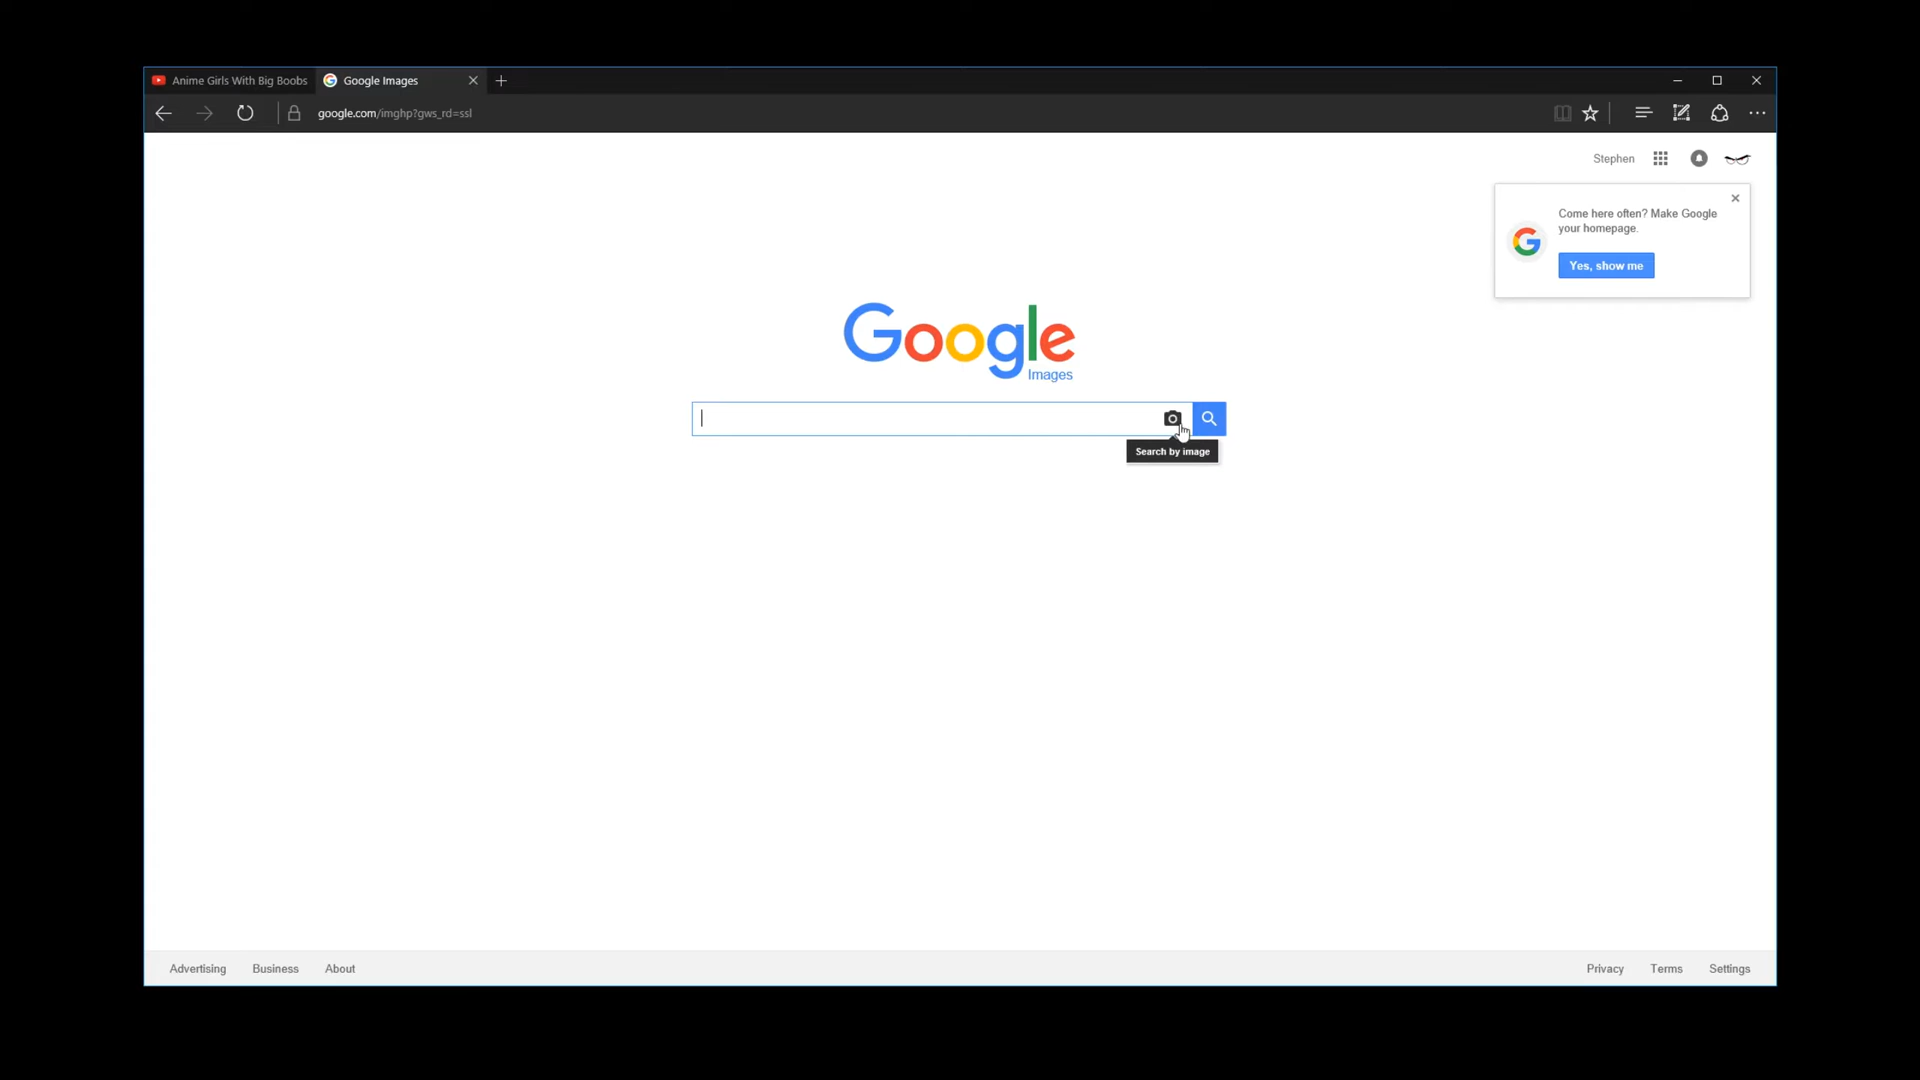 Anime Girls With Big Boobs
Google Images
google.com/imghp?gws_rd=ssl
Stephen
Come here often? Make Google
your homepage.
Yes, show me
Google
Images
Search by image
Advertising Business About
Privacy Terms Settings